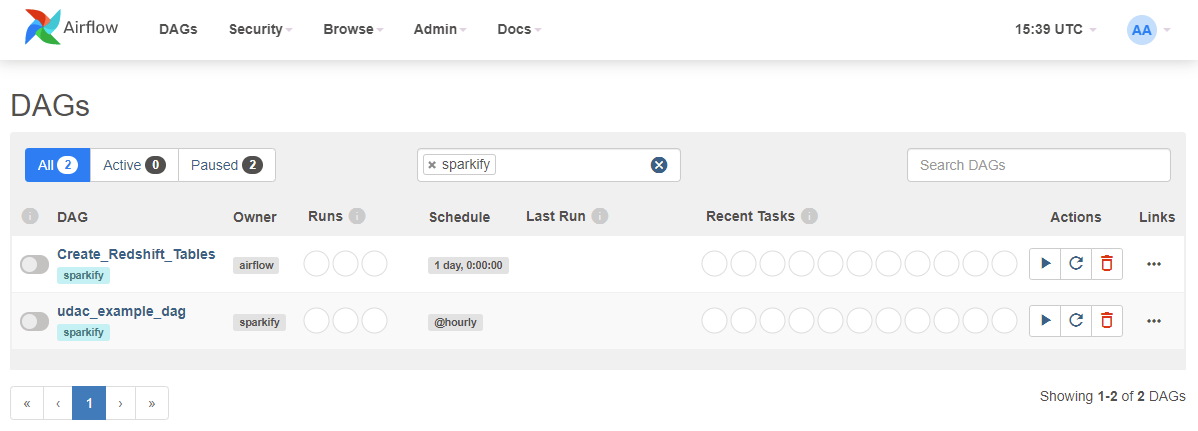 Airflow DAGs Security Browse Admin Docs 15:39 UTC AA
DAGs
All 2 Active 0 Paused 2 × sparkify Search DAGs
i DAG Owner Runs i Schedule Last Run i Recent Tasks i Actions Links
Create_Redshift_Tables
sparkify airflow 1 day, 0:00:00
udac_example_dag
sparkify sparkify @hourly
« ‹ 1 › » Showing 1-2 of 2 DAGs